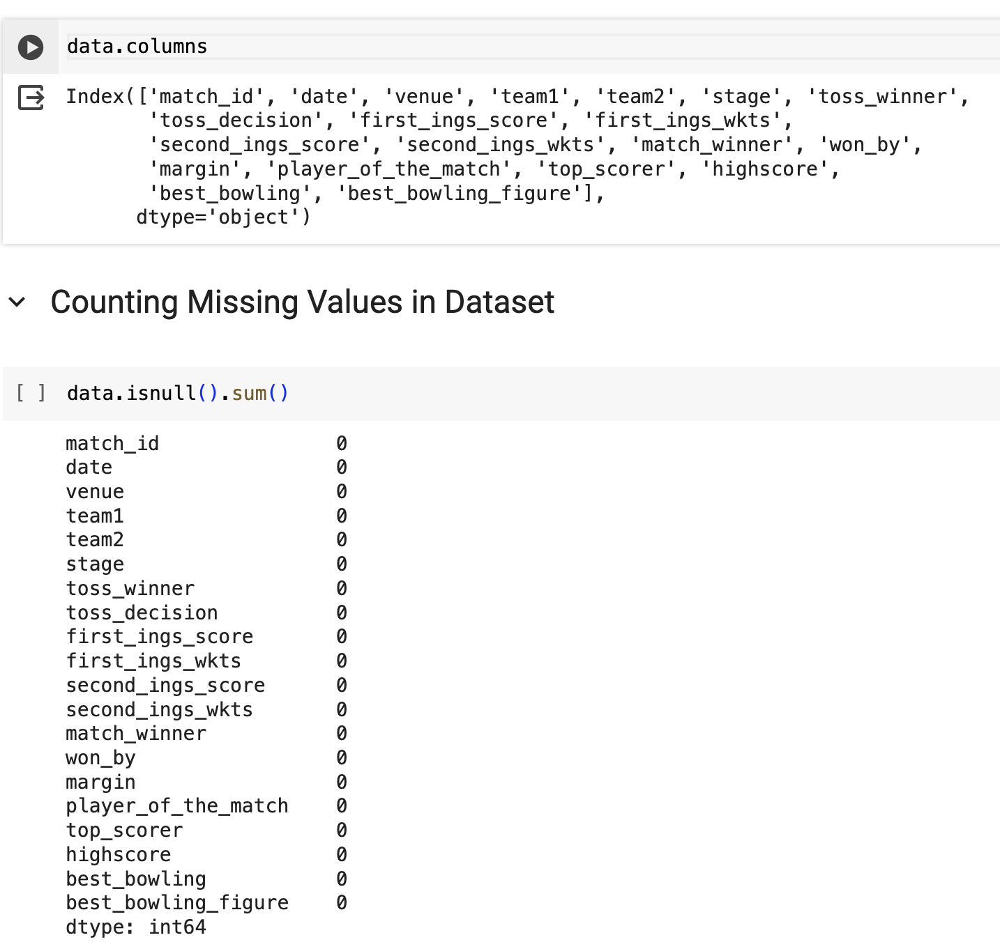 data.columns
Index(['match_id', 'date', 'venue', 'team1', 'team2', 'stage', 'toss_winner',
'toss_decision', 'first_ings_score', 'first_ings_wkts',
'second_ings_score', 'second_ings_wkts', 'match_winner', 'won_by',
'margin', 'player_of_the_match', 'top_scorer', 'highscore',
'best_bowling', 'best_bowling_figure'],
dtype='object')
Counting Missing Values in Dataset
[ ] data.isnull().sum()
match_id 0
date 0
venue 0
team1 0
team2 0
stage 0
toss_winner 0
toss_decision 0
first_ings_score 0
first_ings_wkts 0
second_ings_score 0
second_ings_wkts 0
match_winner 0
won_by 0
margin 0
player_of_the_match 0
top_scorer 0
highscore 0
best_bowling 0
best_bowling_figure 0
dtype: int64